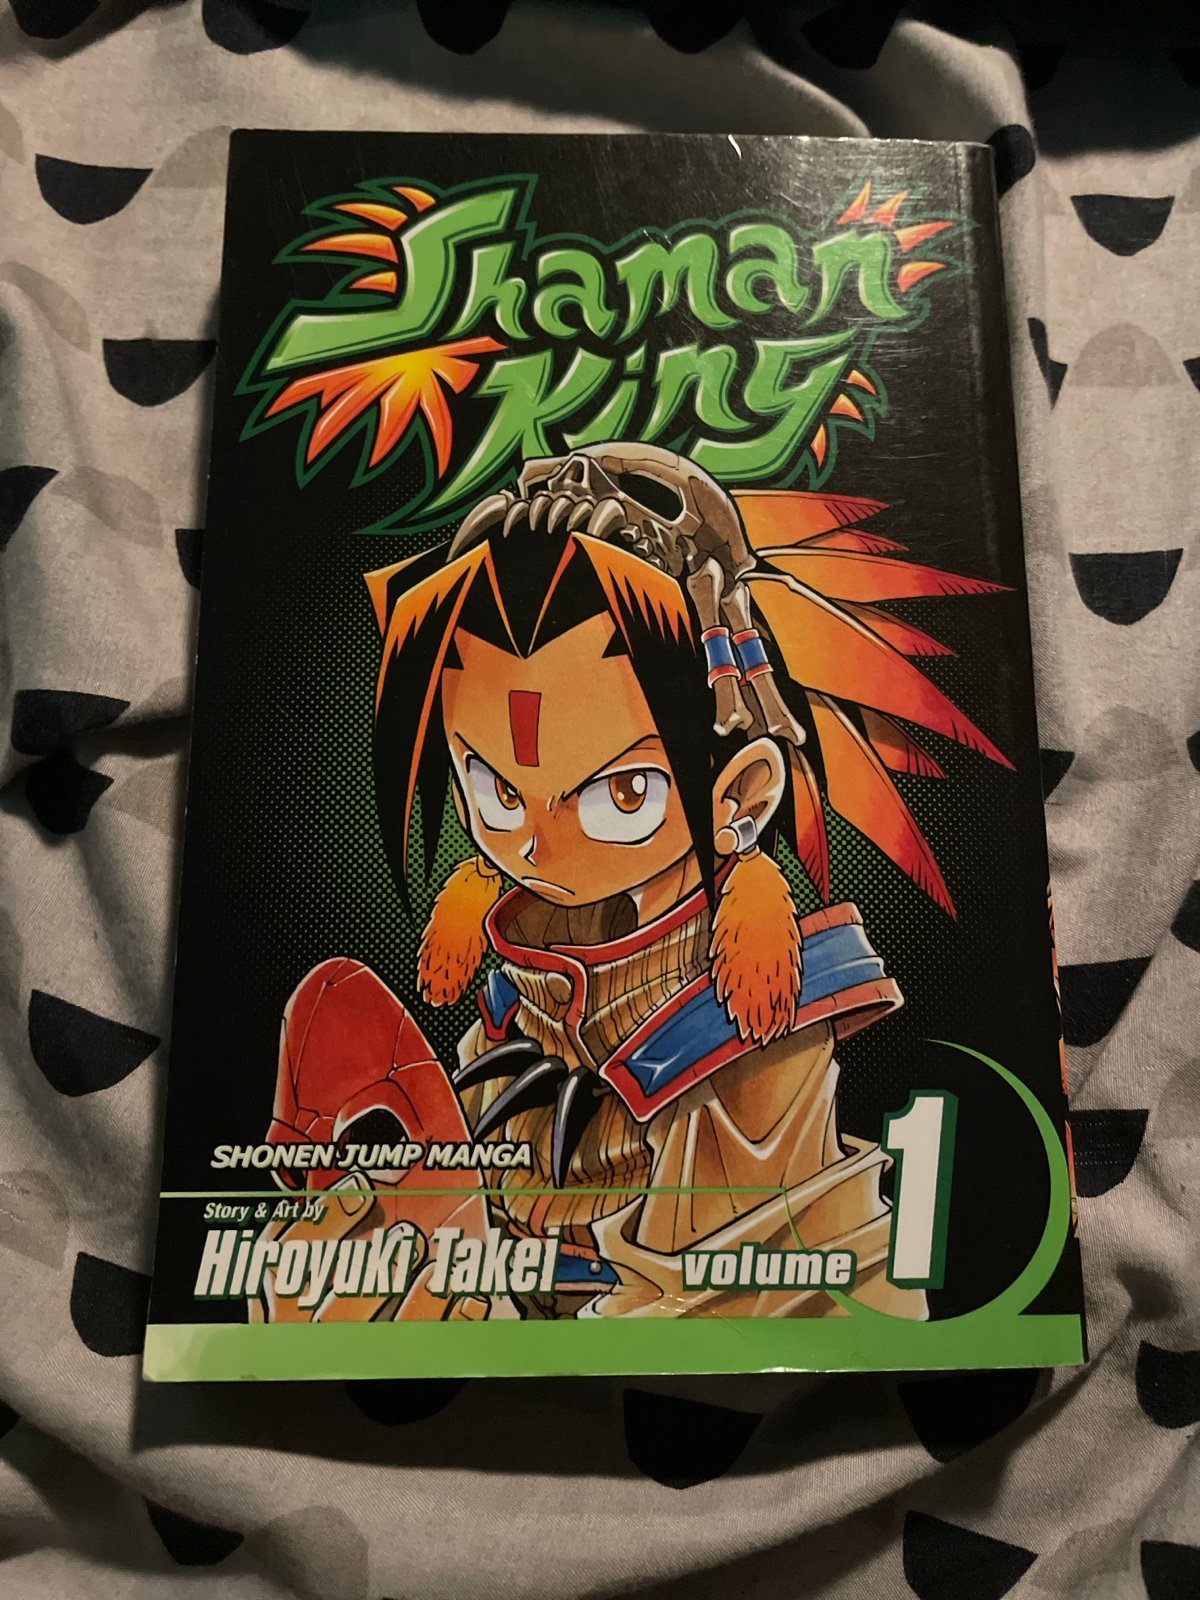 Shaman
King
SHONEN JUMP MANGA
Story & Art by
Hiroyuki Takei
volume 1